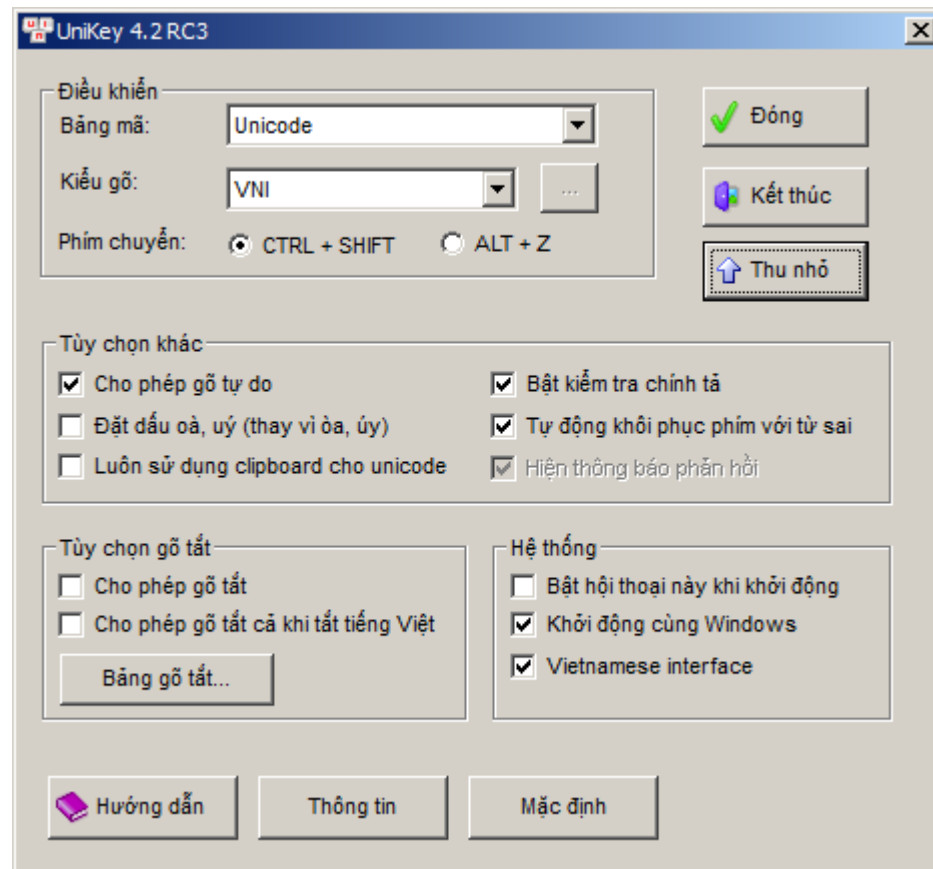 UniKey 4.2 RC3
Điều khiển
Bảng mã: Unicode
Kiểu gõ: VNI ...
Phím chuyển: CTRL + SHIFT ALT + Z
Đóng
Kết thúc
Thu nhỏ
Tùy chọn khác
Cho phép gõ tự do
Đặt dấu oà, uý (thay vì òa, úy)
Luôn sử dụng clipboard cho unicode
Bật kiểm tra chính tả
Tự động khôi phục phím với từ sai
Hiện thông báo phản hồi
Tùy chọn gõ tắt
Cho phép gõ tắt
Cho phép gõ tắt cả khi tắt tiếng Việt
Bảng gõ tắt...
Hệ thống
Bật hội thoại này khi khởi động
Khởi động cùng Windows
Vietnamese interface
Hướng dẫn
Thông tin
Mặc định